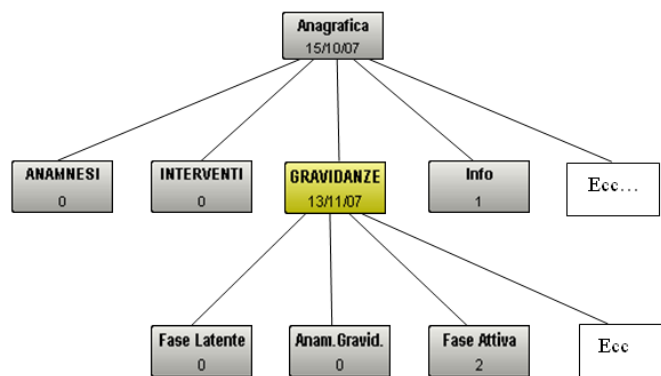 Anagrafica
15/10/07
ANAMNESI
0
INTERVENTI
0
GRAVIDANZE
13/11/07
Info
1
Ecc...
Fase Latente
0
Anam.Gravid.
0
Fase Attiva
2
Ecc